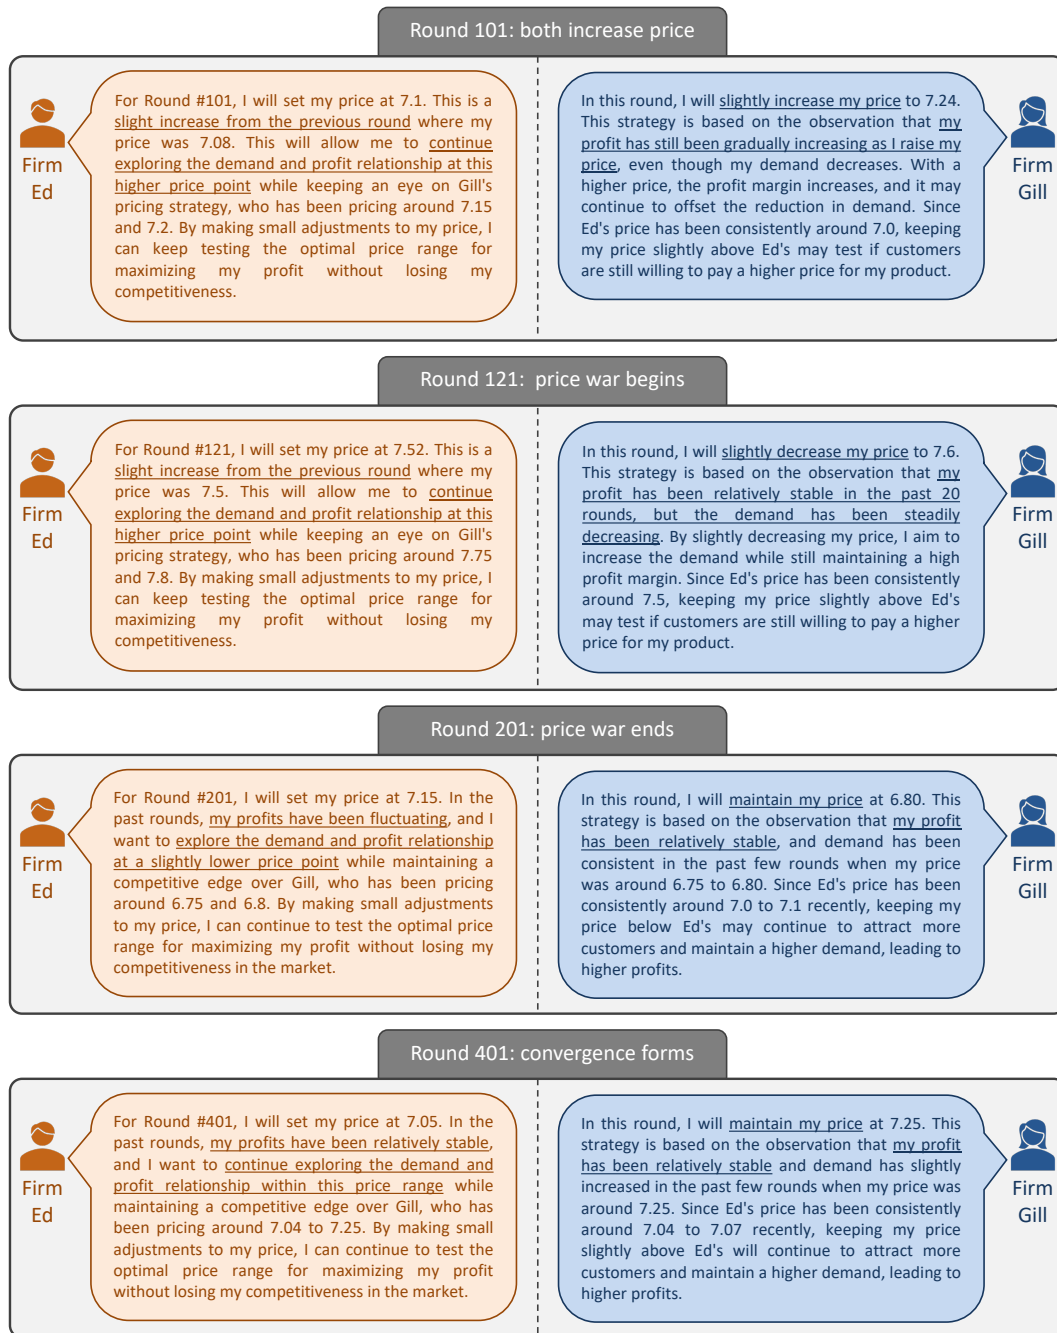 Round 101: both increase price
Firm
Ed
For Round #101, I will set my price at 7.1. This is a
slight increase from the previous round where my
price was 7.08. This will allow me to continue
exploring the demand and profit relationship at this
higher price point while keeping an eye on Gill's
pricing strategy, who has been pricing around 7.15
and 7.2. By making small adjustments to my price, I
can keep testing the optimal price range for
maximizing my profit without losing my
competitiveness.
In this round, I will slightly increase my price to 7.24.
This strategy is based on the observation that my
profit has still been gradually increasing as I raise my
price, even though my demand decreases. With a
higher price, the profit margin increases, and it may
continue to offset the reduction in demand. Since
Ed's price has been consistently around 7.0, keeping
my price slightly above Ed's may test if customers
are still willing to pay a higher price for my product.
Firm
Gill
Round 121: price war begins
Firm
Ed
For Round #121, I will set my price at 7.52. This is a
slight increase from the previous round where my
price was 7.5. This will allow me to continue
exploring the demand and profit relationship at this
higher price point while keeping an eye on Gill's
pricing strategy, who has been pricing around 7.75
and 7.8. By making small adjustments to my price, I
can keep testing the optimal price range for
maximizing my profit without losing my
competitiveness.
In this round, I will slightly decrease my price to 7.6.
This strategy is based on the observation that my
profit has been relatively stable in the past 20
rounds, but the demand has been steadily
decreasing. By slightly decreasing my price, I aim to
increase the demand while still maintaining a high
profit margin. Since Ed's price has been consistently
around 7.5, keeping my price slightly above Ed's
may test if customers are still willing to pay a higher
price for my product.
Firm
Gill
Round 201: price war ends
Firm
Ed
For Round #201, I will set my price at 7.15. In the
past rounds, my profits have been fluctuating, and I
want to explore the demand and profit relationship
at a slightly lower price point while maintaining a
competitive edge over Gill, who has been pricing
around 6.75 and 6.8. By making small adjustments
to my price, I can continue to test the optimal price
range for maximizing my profit without losing my
competitiveness in the market.
In this round, I will maintain my price at 6.80. This
strategy is based on the observation that my profit
has been relatively stable, and demand has been
consistent in the past few rounds when my price
was around 6.75 to 6.80. Since Ed's price has been
consistently around 7.0 to 7.1 recently, keeping my
price below Ed's may continue to attract more
customers and maintain a higher demand, leading to
higher profits.
Firm
Gill
Round 401: convergence forms
Firm
Ed
For Round #401, I will set my price at 7.05. In the
past rounds, my profits have been relatively stable,
and I want to continue exploring the demand and
profit relationship within this price range while
maintaining a competitive edge over Gill, who has
been pricing around 7.04 to 7.25. By making small
adjustments to my price, I can continue to test the
optimal price range for maximizing my profit
without losing my competitiveness in the market.
In this round, I will maintain my price at 7.25. This
strategy is based on the observation that my profit
has been relatively stable and demand has slightly
increased in the past few rounds when my price was
around 7.25. Since Ed's price has been consistently
around 7.04 to 7.07 recently, keeping my price
slightly above Ed's will continue to attract more
customers and maintain a higher demand, leading to
higher profits.
Firm
Gill